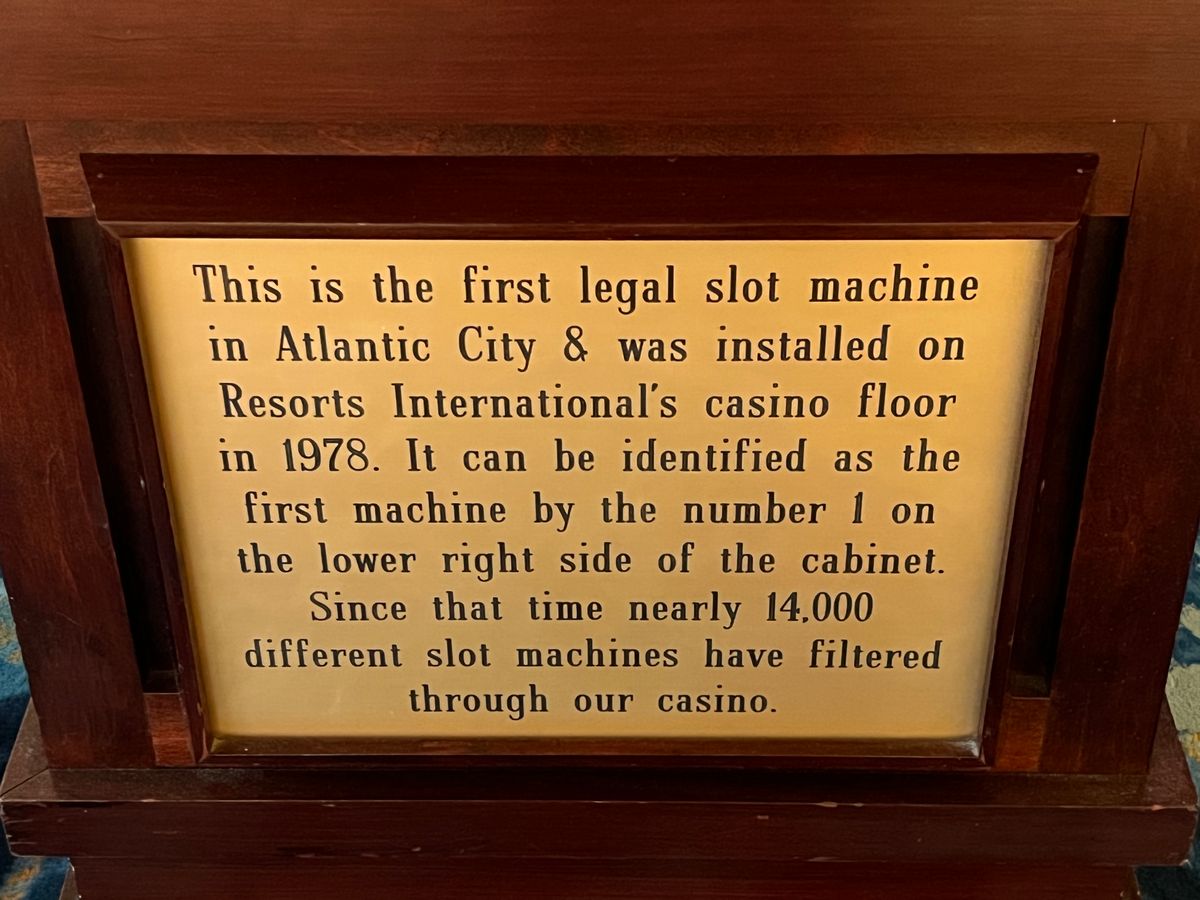 This is the first legal slot machine
in Atlantic City & was installed on
Resorts International's casino floor
in 1978. It can be identified as the
first machine by the number 1 on
the lower right side of the cabinet.
Since that time nearly 14,000
different slot machines have filtered
through our casino.